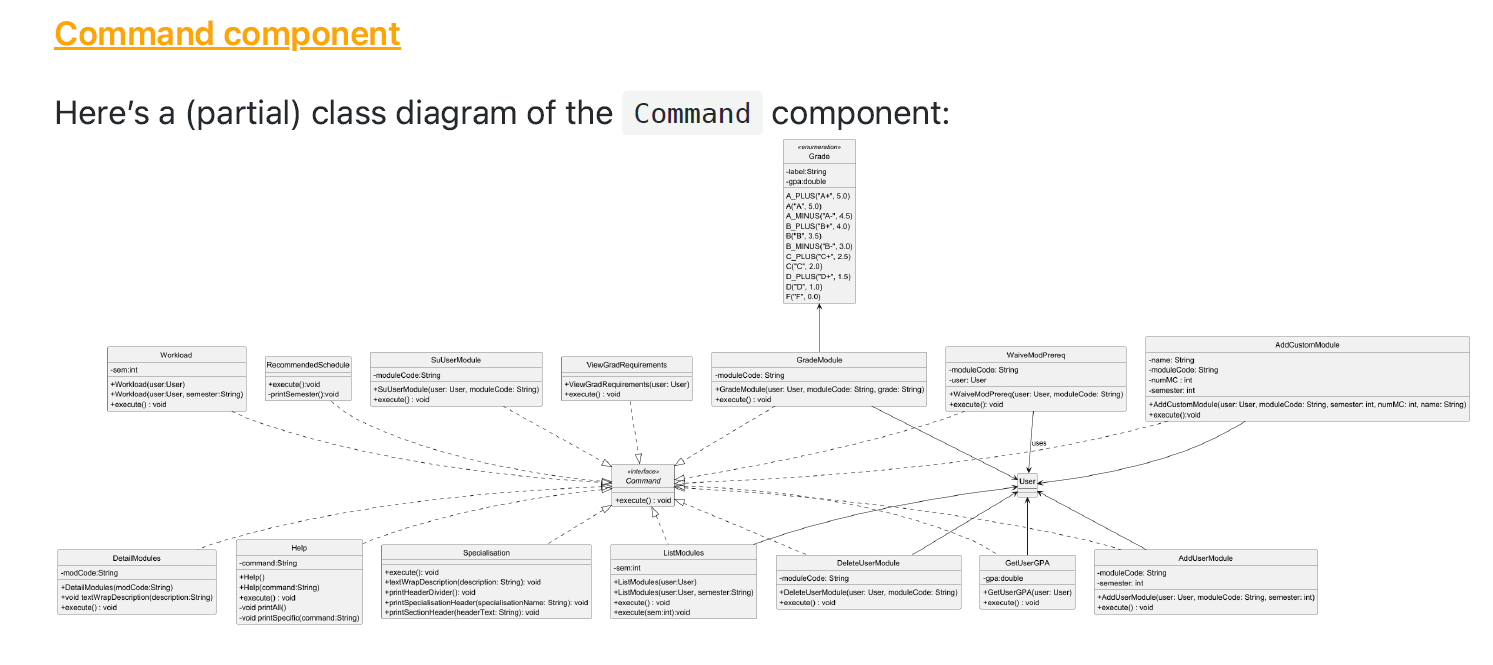 Command component
Here's a (partial) class diagram of the Command component:
«enumeration»
Grade
-label:String
-gpa:double
A_PLUS("A+", 5.0)
A("A", 5.0)
A_MINUS("A-", 4.5)
B_PLUS("B+", 4.0)
B("B", 3.5)
B_MINUS("B-", 3.0)
C_PLUS("C+", 2.5)
C("C", 2.0)
D_PLUS("D+", 1.5)
D("D", 1.0)
F("F", 0.0)
Workload
-sem:int
+Workload(user:User)
+Workload(user:User, semester:String)
+execute() : void
RecommendedSchedule
+execute():void
-printSemester():void
SuUserModule
-moduleCode:String
+SuUserModule(user: User, moduleCode: String)
+execute() : void
ViewGradRequirements
+ViewGradRequirements(user: User)
+execute() : void
GradeModule
-moduleCode: String
+GradeModule(user: User, moduleCode: String, grade: String)
+execute() : void
WaiveModPrereq
-moduleCode: String
-user: User
+WaiveModPrereq(user: User, moduleCode: String)
+execute(): void
AddCustomModule
-name: String
-moduleCode: String
-numMC : int
-semester: int
+AddCustomModule(user: User, moduleCode: String, semester: int, numMC: int, name: String)
+execute():void
uses
«interface»
Command
+execute() : void
User
DetailModules
-modCode:String
+DetailModules(modCode:String)
+void textWrapDescription(description:String)
+execute() : void
Help
-command:String
+Help()
+Help(command:String)
+execute() : void
-void printAll()
-void printSpecific(command:String)
Specialisation
+execute(): void
+textWrapDescription(description: String): void
+printHeaderDivider(): void
+printSpecialisationHeader(specialisationName: String): void
+printSectionHeader(headerText: String): void
ListModules
-sem:int
+ListModules(user:User)
+ListModules(user:User, semester:String)
+execute() : void
-execute(sem:int):void
DeleteUserModule
-moduleCode: String
+DeleteUserModule(user: User, moduleCode: String)
+execute() : void
GetUserGPA
-gpa:double
+GetUserGPA(user: User)
+execute() : void
AddUserModule
-moduleCode: String
-semester: int
+AddUserModule(user: User, moduleCode: String, semester: int)
+execute() : void